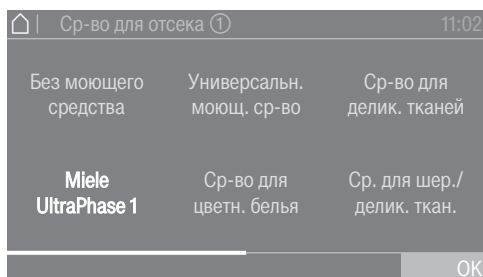 Ср-во для отсека ① 11:02
Без моющего Универсальн. Ср-во для
средства моющ. ср-во делик. тканей
Miele Ср-во для Ср. для шер./
UltraPhase 1 цветн. белья делик. ткан.
OK